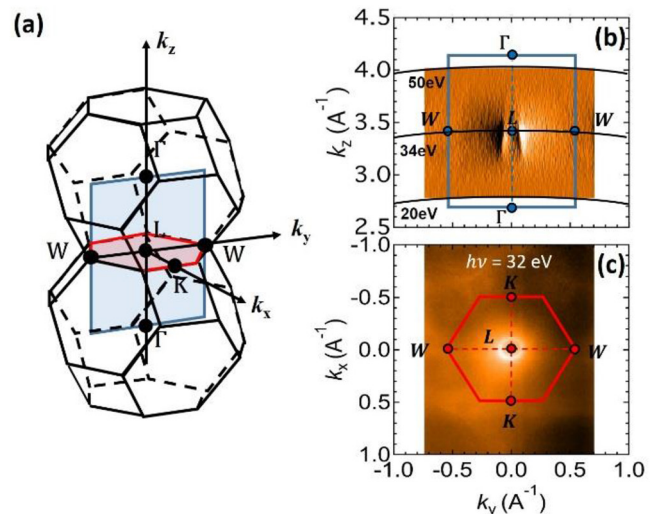 (a)
k_z
Γ
L
W
W
k_y
K
k_x
Γ
(b)
4.5
4.0
3.5
3.0
2.5
k_z (A⁻¹)
Γ
50eV
W
L
W
34eV
20eV
Γ
(c)
-1.0
-0.5
0.0
0.5
1.0
k_x (A⁻¹)
hν = 32 eV
K
W
L
W
K
-1.0 -0.5 0.0 0.5 1.0
k_y (A⁻¹)